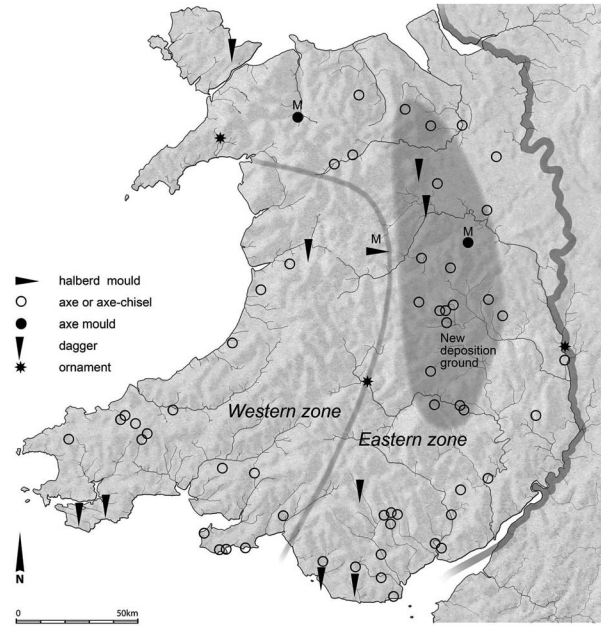 M
M
M
halberd mould
axe or axe-chisel
axe mould
dagger
ornament
New
deposition
ground
Western zone
Eastern zone
N
0
50km